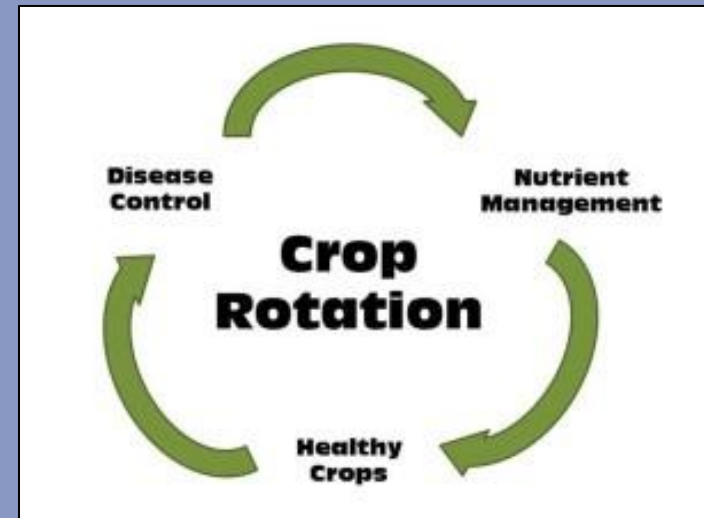 Disease
Control
Nutrient
Management
Crop
Rotation
Healthy
Crops